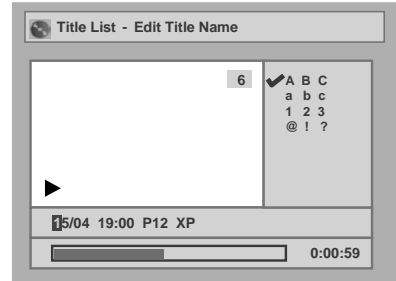 Title List - Edit Title Name
6
✔A B C
a b c
1 2 3
@ ! ?
15/04 19:00 P12 XP
0:00:59